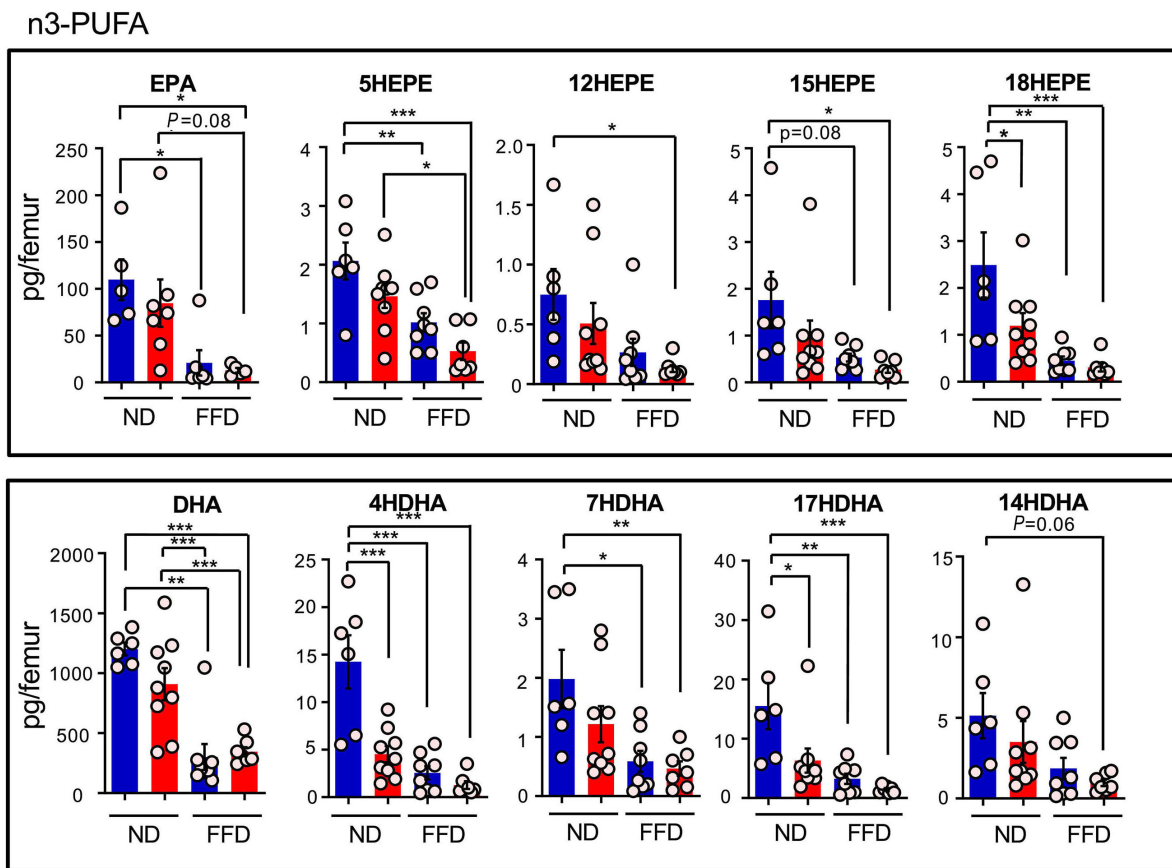 n3-PUFA
EPA 5HEPE 12HEPE 15HEPE 18HEPE
* *** * * ***
P=0.08 ** p=0.08 **
* * *
pg/femur
250 4 2.0 5 5
200 3 1.5 4 4
150 2 1.0 3 3
100 1 0.5 2 2
50 0 0.0 1 1
0 0 0
ND FFD ND FFD ND FFD ND FFD ND FFD
DHA 4HDHA 7HDHA 17HDHA 14HDHA
*** *** ** *** P=0.06
*** *** * **
*** *** *
**
pg/femur
2000 25 4 40 15
1500 20 3 30 10
1000 15 2 20 5
500 10 1 10 0
0 5 0 0
0
ND FFD ND FFD ND FFD ND FFD ND FFD